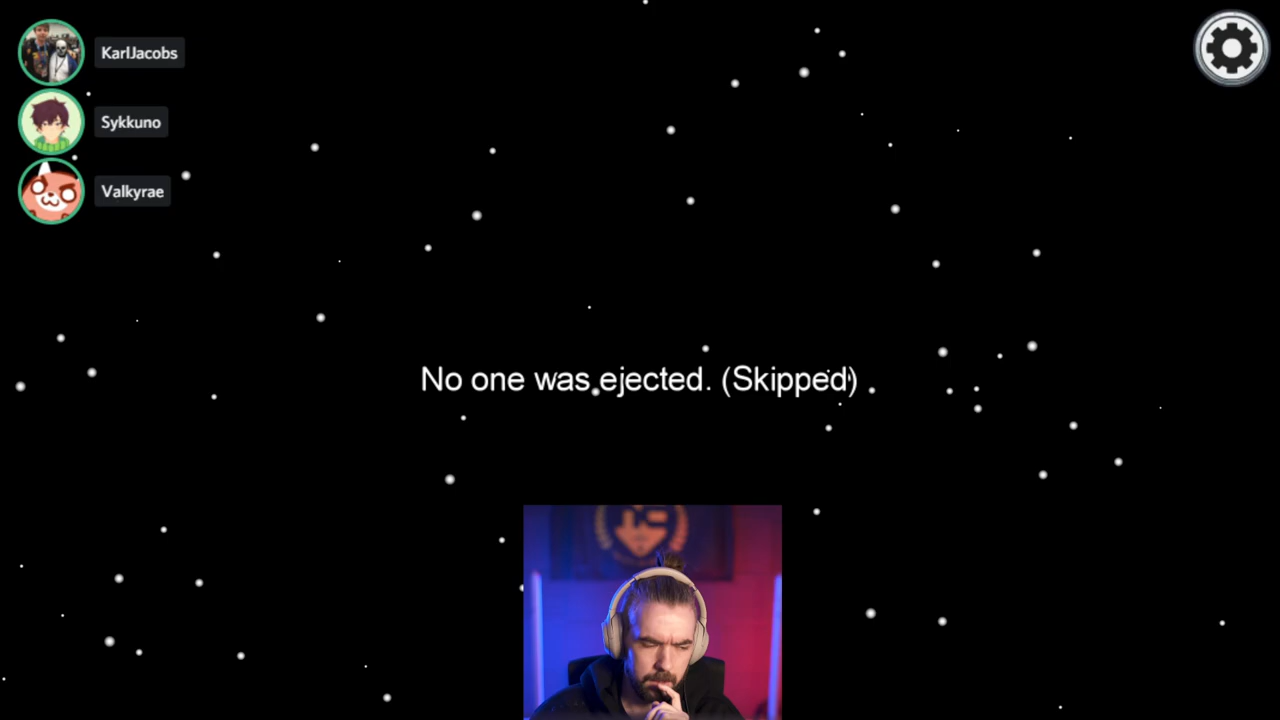 KarlJacobs
Sykkuno
Valkyrae
No one was ejected. (Skipped)